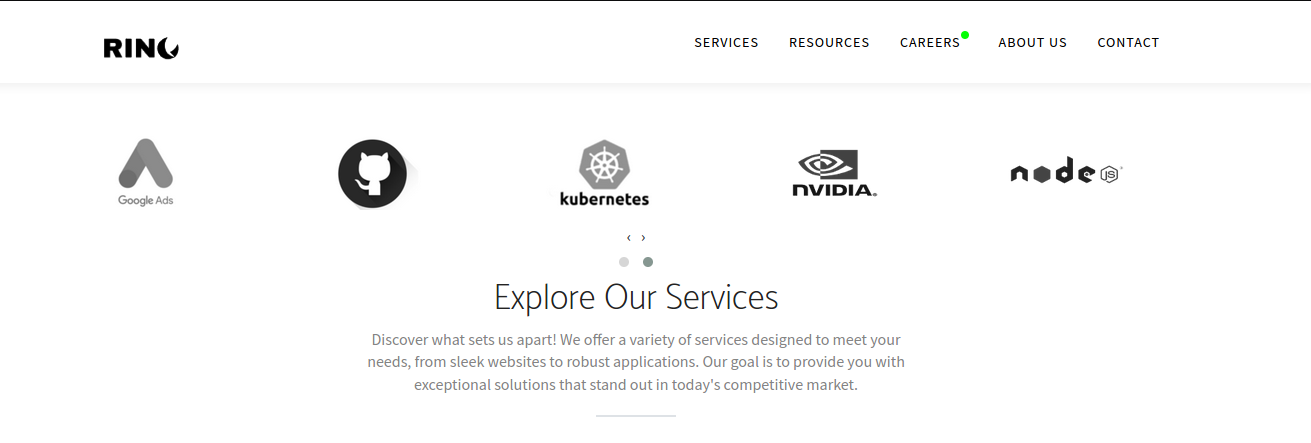 RINO
SERVICES RESOURCES CAREERS ABOUT US CONTACT
Google Ads
kubernetes
NVIDIA.
node JS
‹ ›
Explore Our Services
Discover what sets us apart! We offer a variety of services designed to meet your
needs, from sleek websites to robust applications. Our goal is to provide you with
exceptional solutions that stand out in today's competitive market.